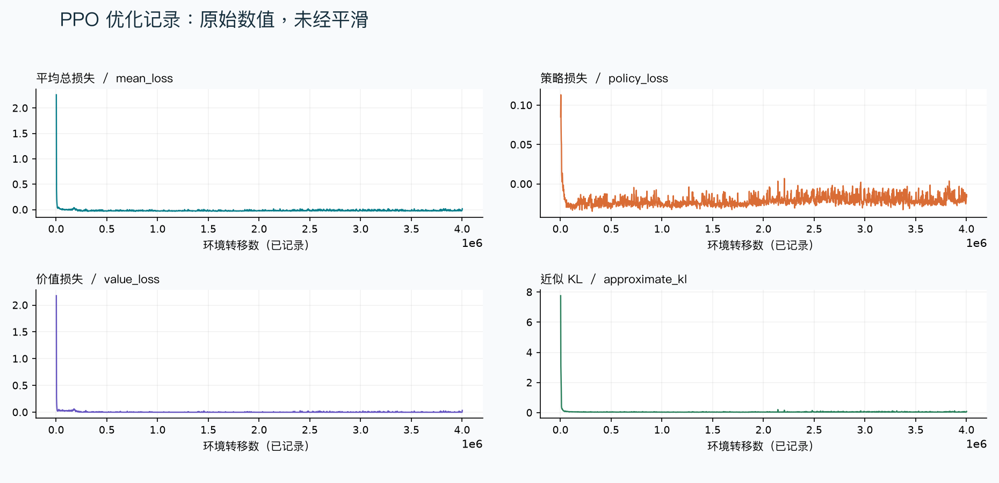 PPO 优化记录：原始数值，未经平滑
平均总损失 / mean_loss
2.0
1.5
1.0
0.5
0.0
0.0 0.5 1.0 1.5 2.0 2.5 3.0 3.5 4.0
环境转移数（已记录）
1e6
策略损失 / policy_loss
0.10
0.05
0.00
0.0 0.5 1.0 1.5 2.0 2.5 3.0 3.5 4.0
环境转移数（已记录）
1e6
价值损失 / value_loss
2.0
1.5
1.0
0.5
0.0
0.0 0.5 1.0 1.5 2.0 2.5 3.0 3.5 4.0
环境转移数（已记录）
1e6
近似 KL / approximate_kl
8
6
4
2
0
0.0 0.5 1.0 1.5 2.0 2.5 3.0 3.5 4.0
环境转移数（已记录）
1e6